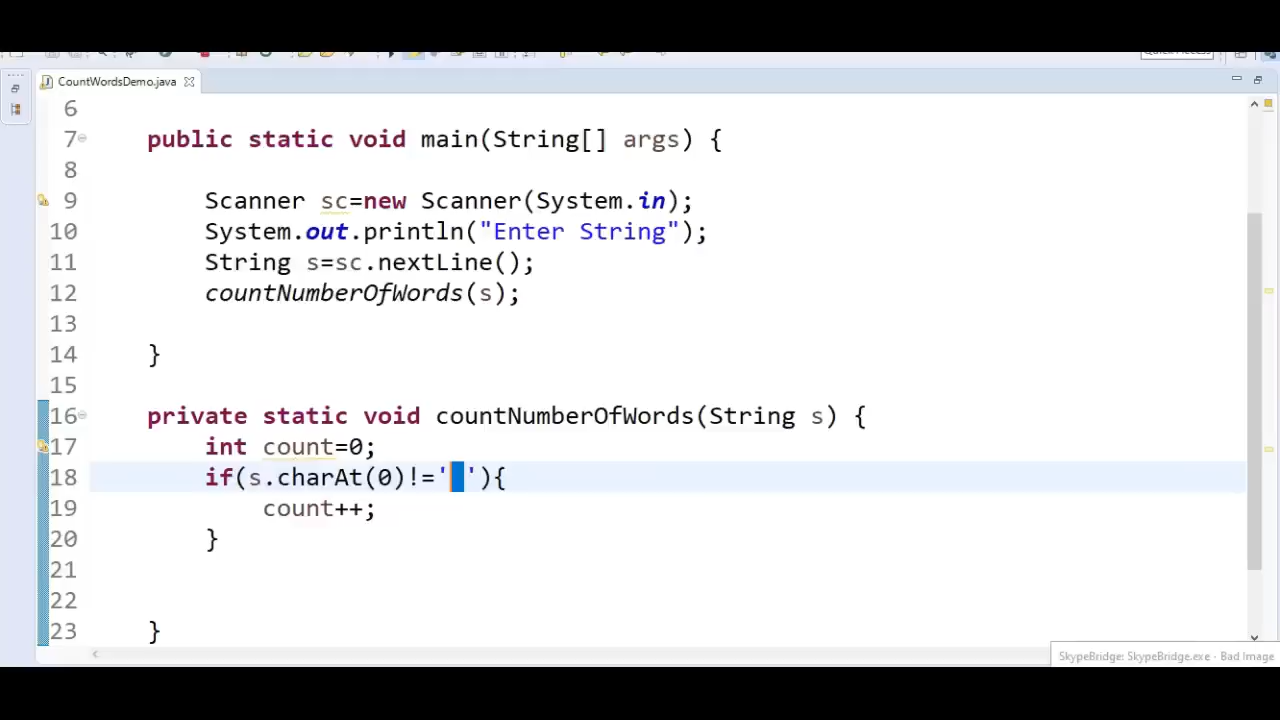 Quick Access
CountWordsDemo.java
6
7 public static void main(String[] args) {
8
9 Scanner sc=new Scanner(System.in);
10 System.out.println("Enter String");
11 String s=sc.nextLine();
12 countNumberOfWords(s);
13
14 }
15
16 private static void countNumberOfWords(String s) {
17 int count=0;
18 if(s.charAt(0)!=' '){
19 count++;
20 }
21
22
23 }
SkypeBridge: SkypeBridge.exe - Bad Image